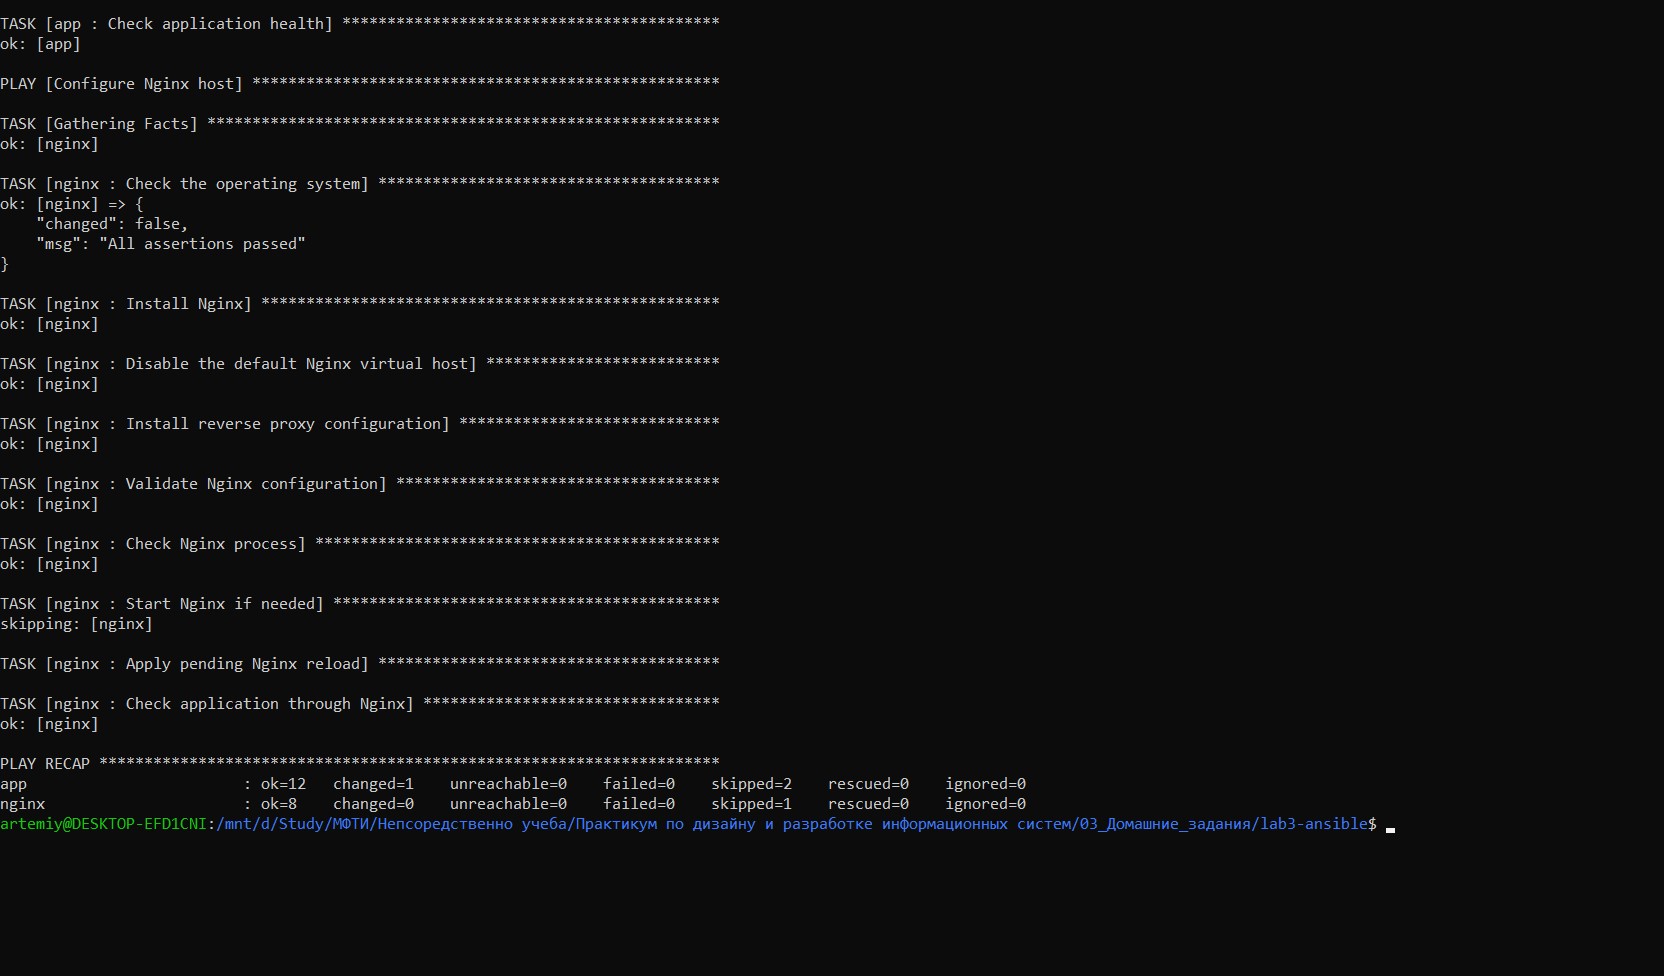 TASK [app : Check application health] ******************************************
ok: [app]
PLAY [Configure Nginx host] ****************************************************
TASK [Gathering Facts] *********************************************************
ok: [nginx]
TASK [nginx : Check the operating system] **************************************
ok: [nginx] => {
    "changed": false,
    "msg": "All assertions passed"
}
TASK [nginx : Install Nginx] ***************************************************
ok: [nginx]
TASK [nginx : Disable the default Nginx virtual host] **************************
ok: [nginx]
TASK [nginx : Install reverse proxy configuration] *****************************
ok: [nginx]
TASK [nginx : Validate Nginx configuration] ************************************
ok: [nginx]
TASK [nginx : Check Nginx process] *********************************************
ok: [nginx]
TASK [nginx : Start Nginx if needed] *******************************************
skipping: [nginx]
TASK [nginx : Apply pending Nginx reload] **************************************
TASK [nginx : Check application through Nginx] *********************************
ok: [nginx]
PLAY RECAP *********************************************************************
app                        : ok=12   changed=1    unreachable=0    failed=0    skipped=2    rescued=0    ignored=0
nginx                      : ok=8    changed=0    unreachable=0    failed=0    skipped=1    rescued=0    ignored=0
artemiy@DESKTOP-EFD1CNI:/mnt/d/Study/МФТИ/Непсоредственно учеба/Практикум по дизайну и разработке информационных систем/03_Домашние_задания/lab3-ansible$